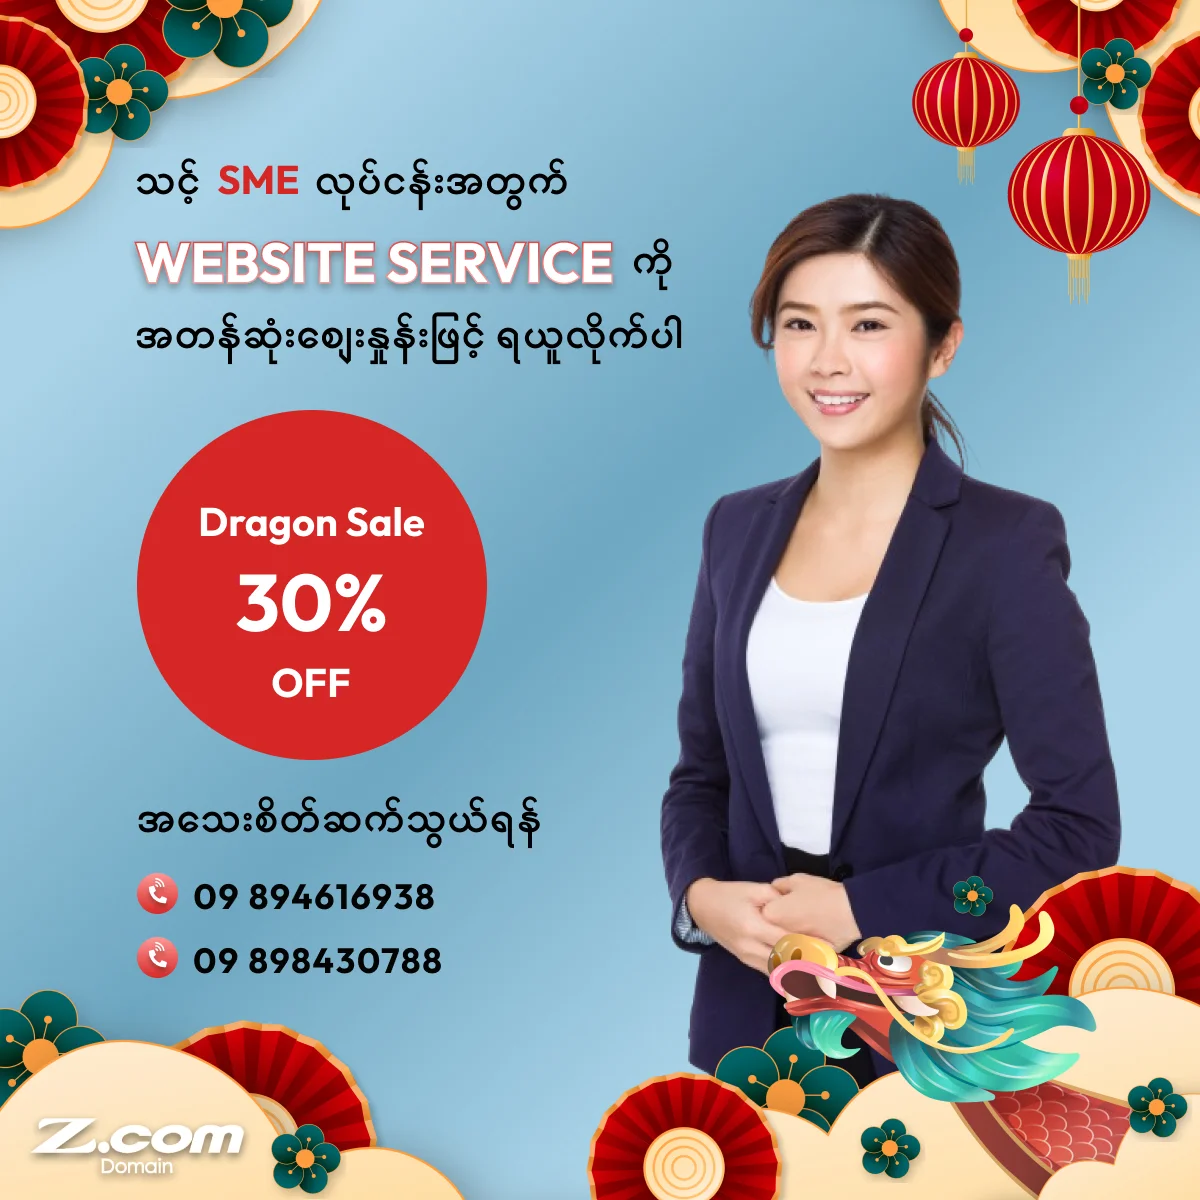 သင့် SME လုပ်ငန်းအတွက်
WEBSITE SERVICE ကို
အတန်ဆုံးဈေးနှုန်းဖြင့် ရယူလိုက်ပါ
Dragon Sale
30%
OFF
အသေးစိတ်ဆက်သွယ်ရန်
09 894616938
09 898430788
Z.com
Domain